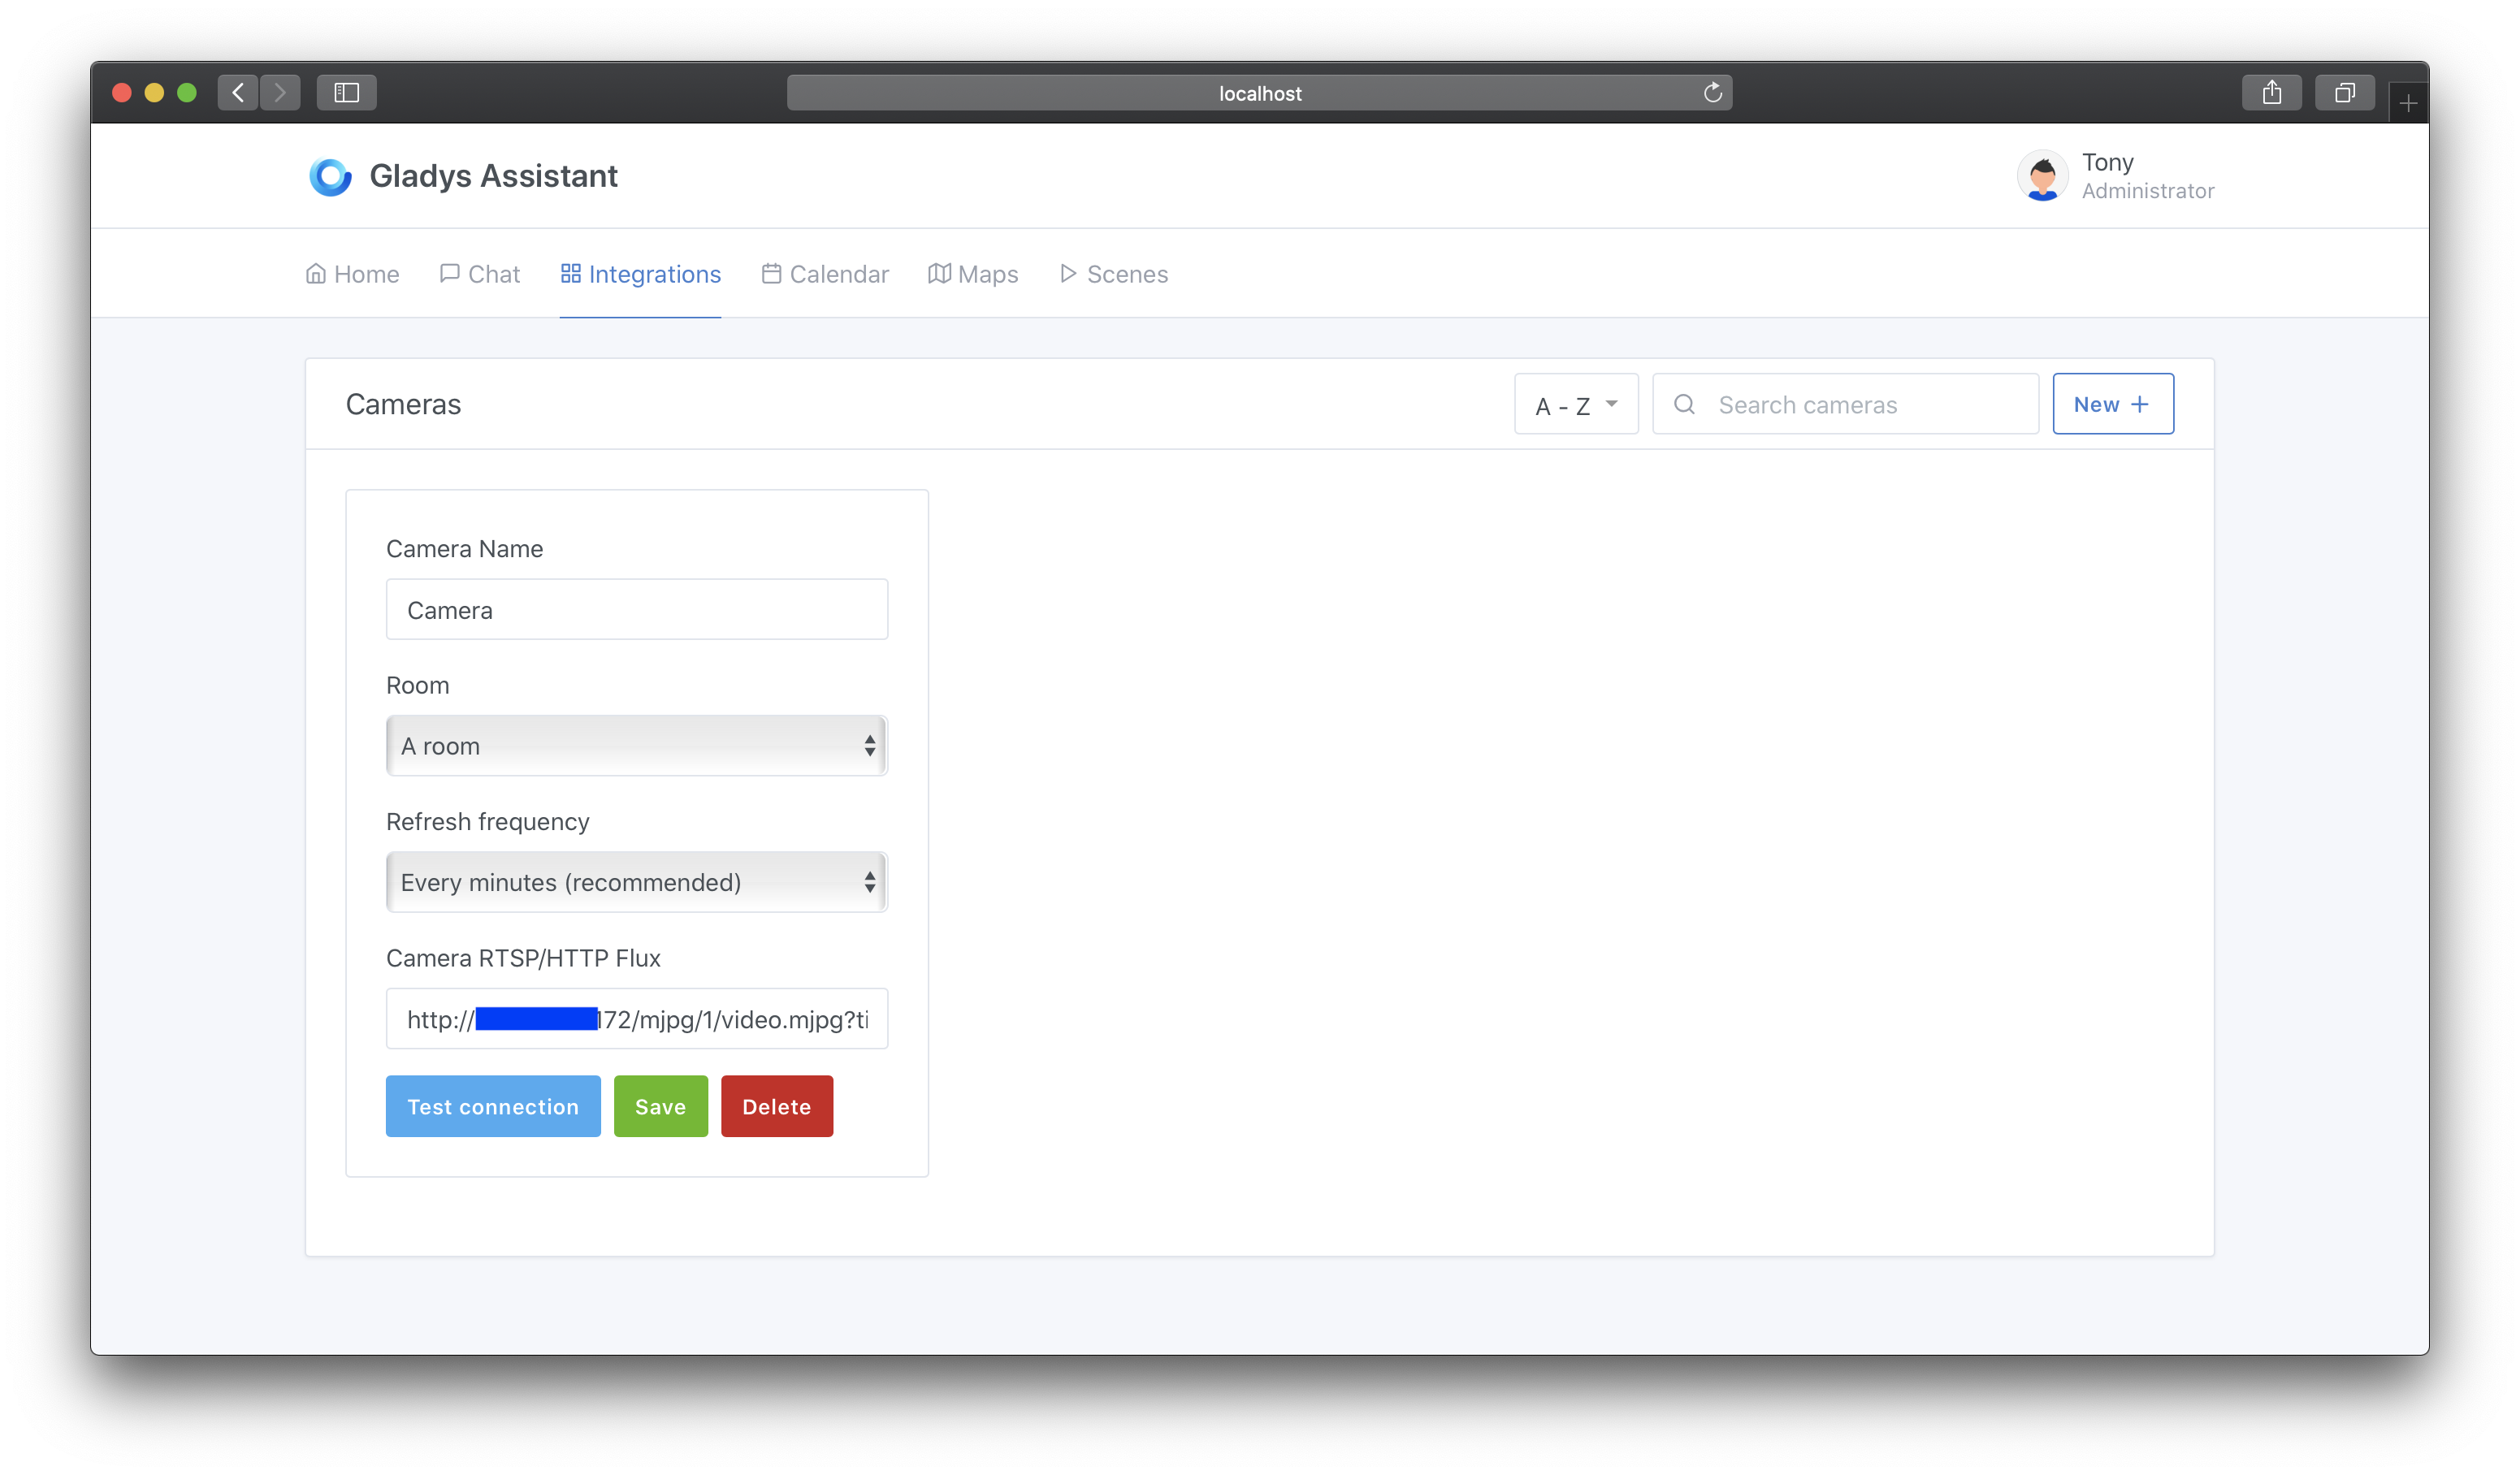 localhost
Gladys Assistant
Tony
Administrator
Home Chat Integrations Calendar Maps Scenes
Cameras A - Z Search cameras New +
Camera Name
Camera
Room
A room
Refresh frequency
Every minutes (recommended)
Camera RTSP/HTTP Flux
http:// 172/mjpg/1/video.mjpg?ti
Test connection Save Delete